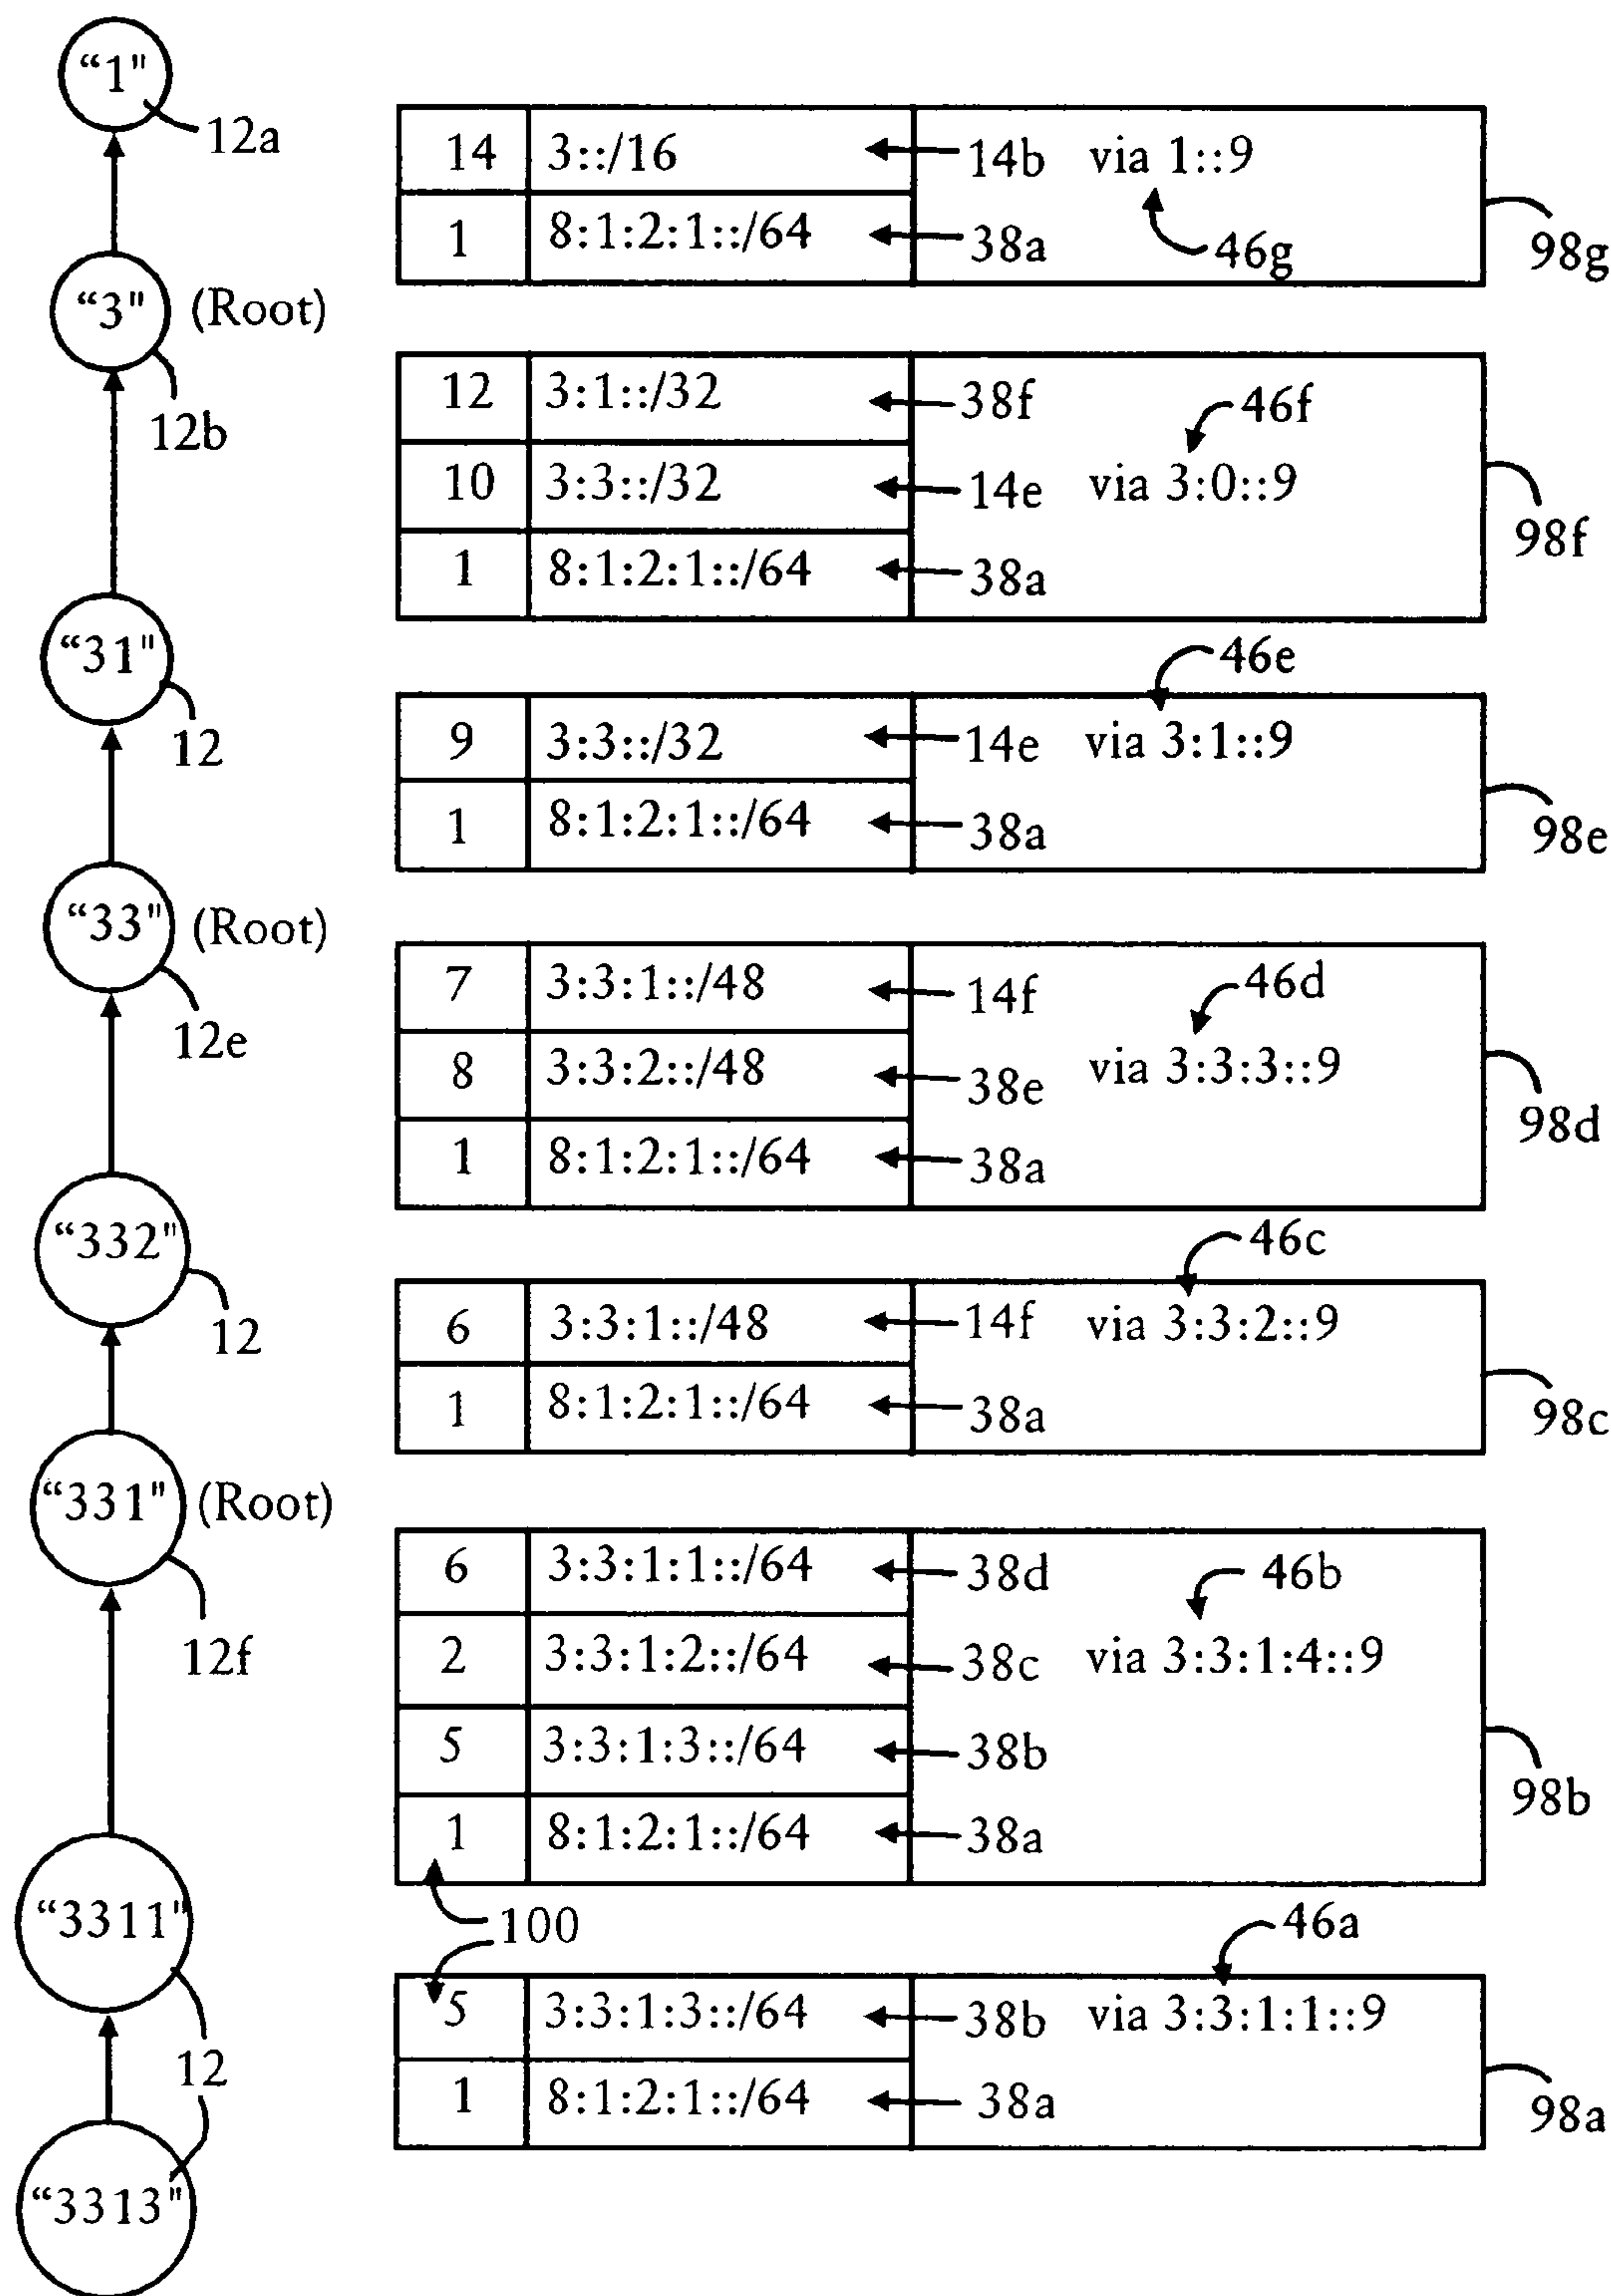 “1"
12a
14 3::/16 14b via 1::9
1 8:1:2:1::/64 38a 46g
98g
“3" (Root)
12b
12 3:1::/32 38f 46f
10 3:3::/32 14e via 3:0::9
1 8:1:2:1::/64 38a
98f
“31"
12
46e
9 3:3::/32 14e via 3:1::9
1 8:1:2:1::/64 38a
98e
“33" (Root)
12e
7 3:3:1::/48 14f 46d
8 3:3:2::/48 38e via 3:3:3::9
1 8:1:2:1::/64 38a
98d
“332"
12
46c
6 3:3:1::/48 14f via 3:3:2::9
1 8:1:2:1::/64 38a
98c
“331" (Root)
12f
6 3:3:1:1::/64 38d 46b
2 3:3:1:2::/64 38c via 3:3:1:4::9
5 3:3:1:3::/64 38b
1 8:1:2:1::/64 38a
98b
“3311"
100
46a
5 3:3:1:3::/64 38b via 3:3:1:1::9
1 8:1:2:1::/64 38a
98a
12
“3313"